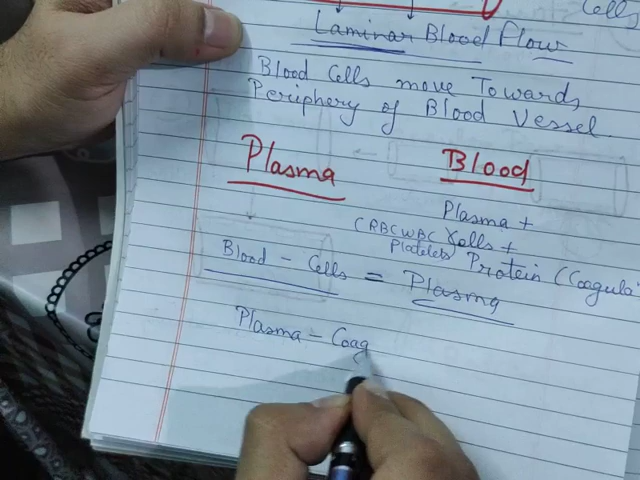 Cells
Laminar Blood Flow
Blood Cells move Towards
Periphery of Blood Vessel.
Plasma Blood
Plasma +
(RBC WBC
Platelets) Cells +
Protein (Coagula
Blood - Cells = Plasma
Plasma - Coag